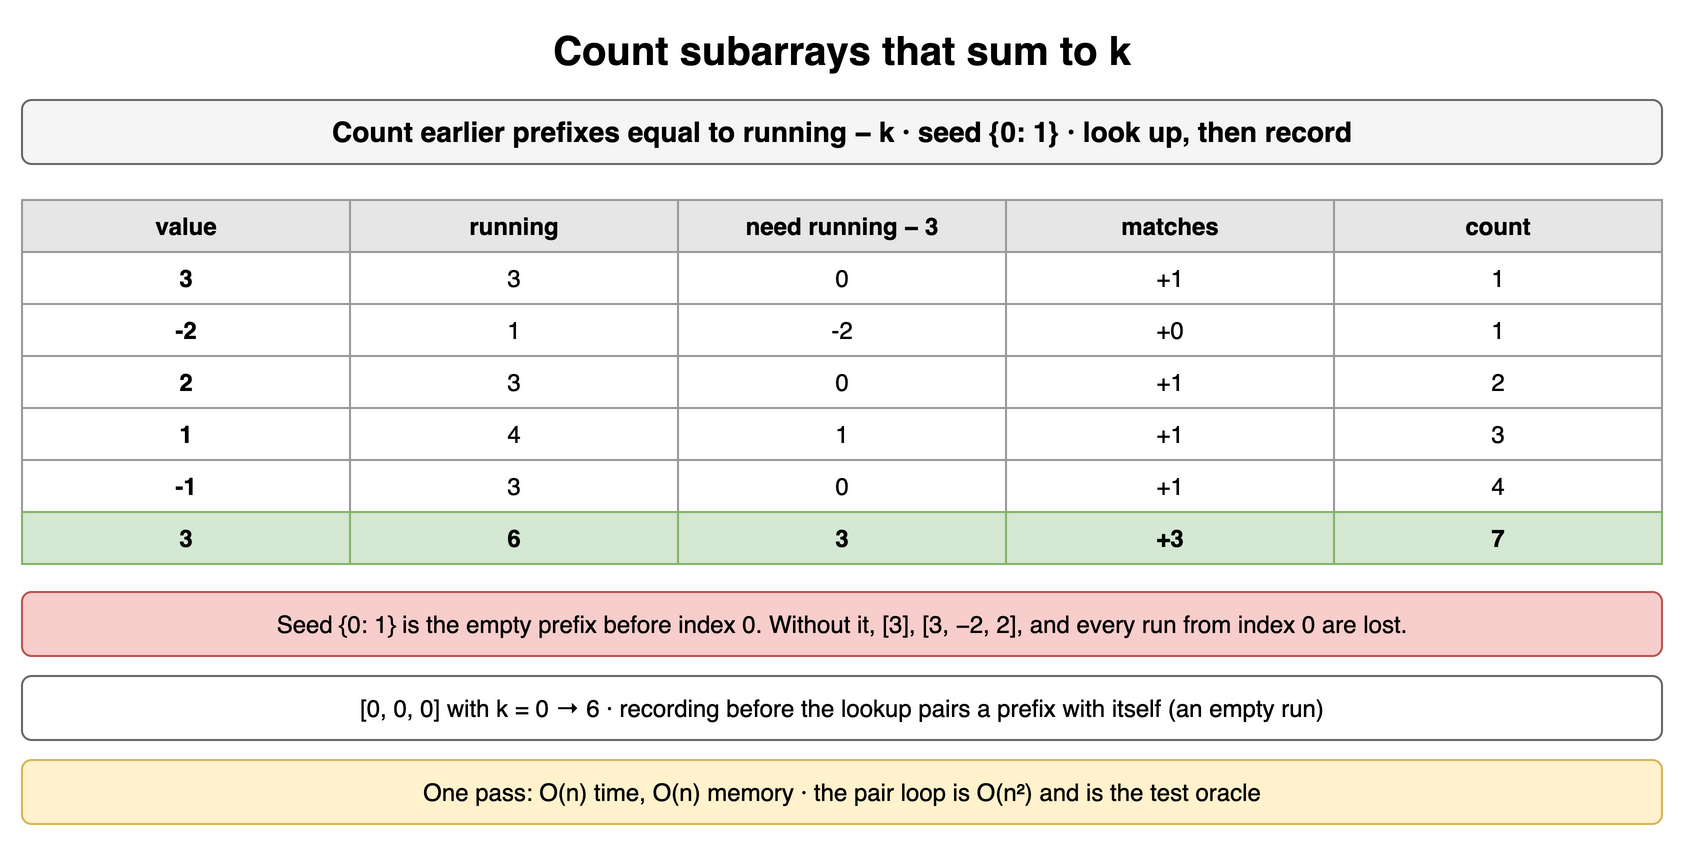 Count subarrays that sum to k
Count earlier prefixes equal to running – k · seed {0: 1} · look up, then record
value running need running – 3 matches count
3 3 0 +1 1
-2 1 -2 +0 1
2 3 0 +1 2
1 4 1 +1 3
-1 3 0 +1 4
3 6 3 +3 7
Seed {0: 1} is the empty prefix before index 0. Without it, [3], [3, −2, 2], and every run from index 0 are lost.
[0, 0, 0] with k = 0 → 6 · recording before the lookup pairs a prefix with itself (an empty run)
One pass: O(n) time, O(n) memory · the pair loop is O(n²) and is the test oracle